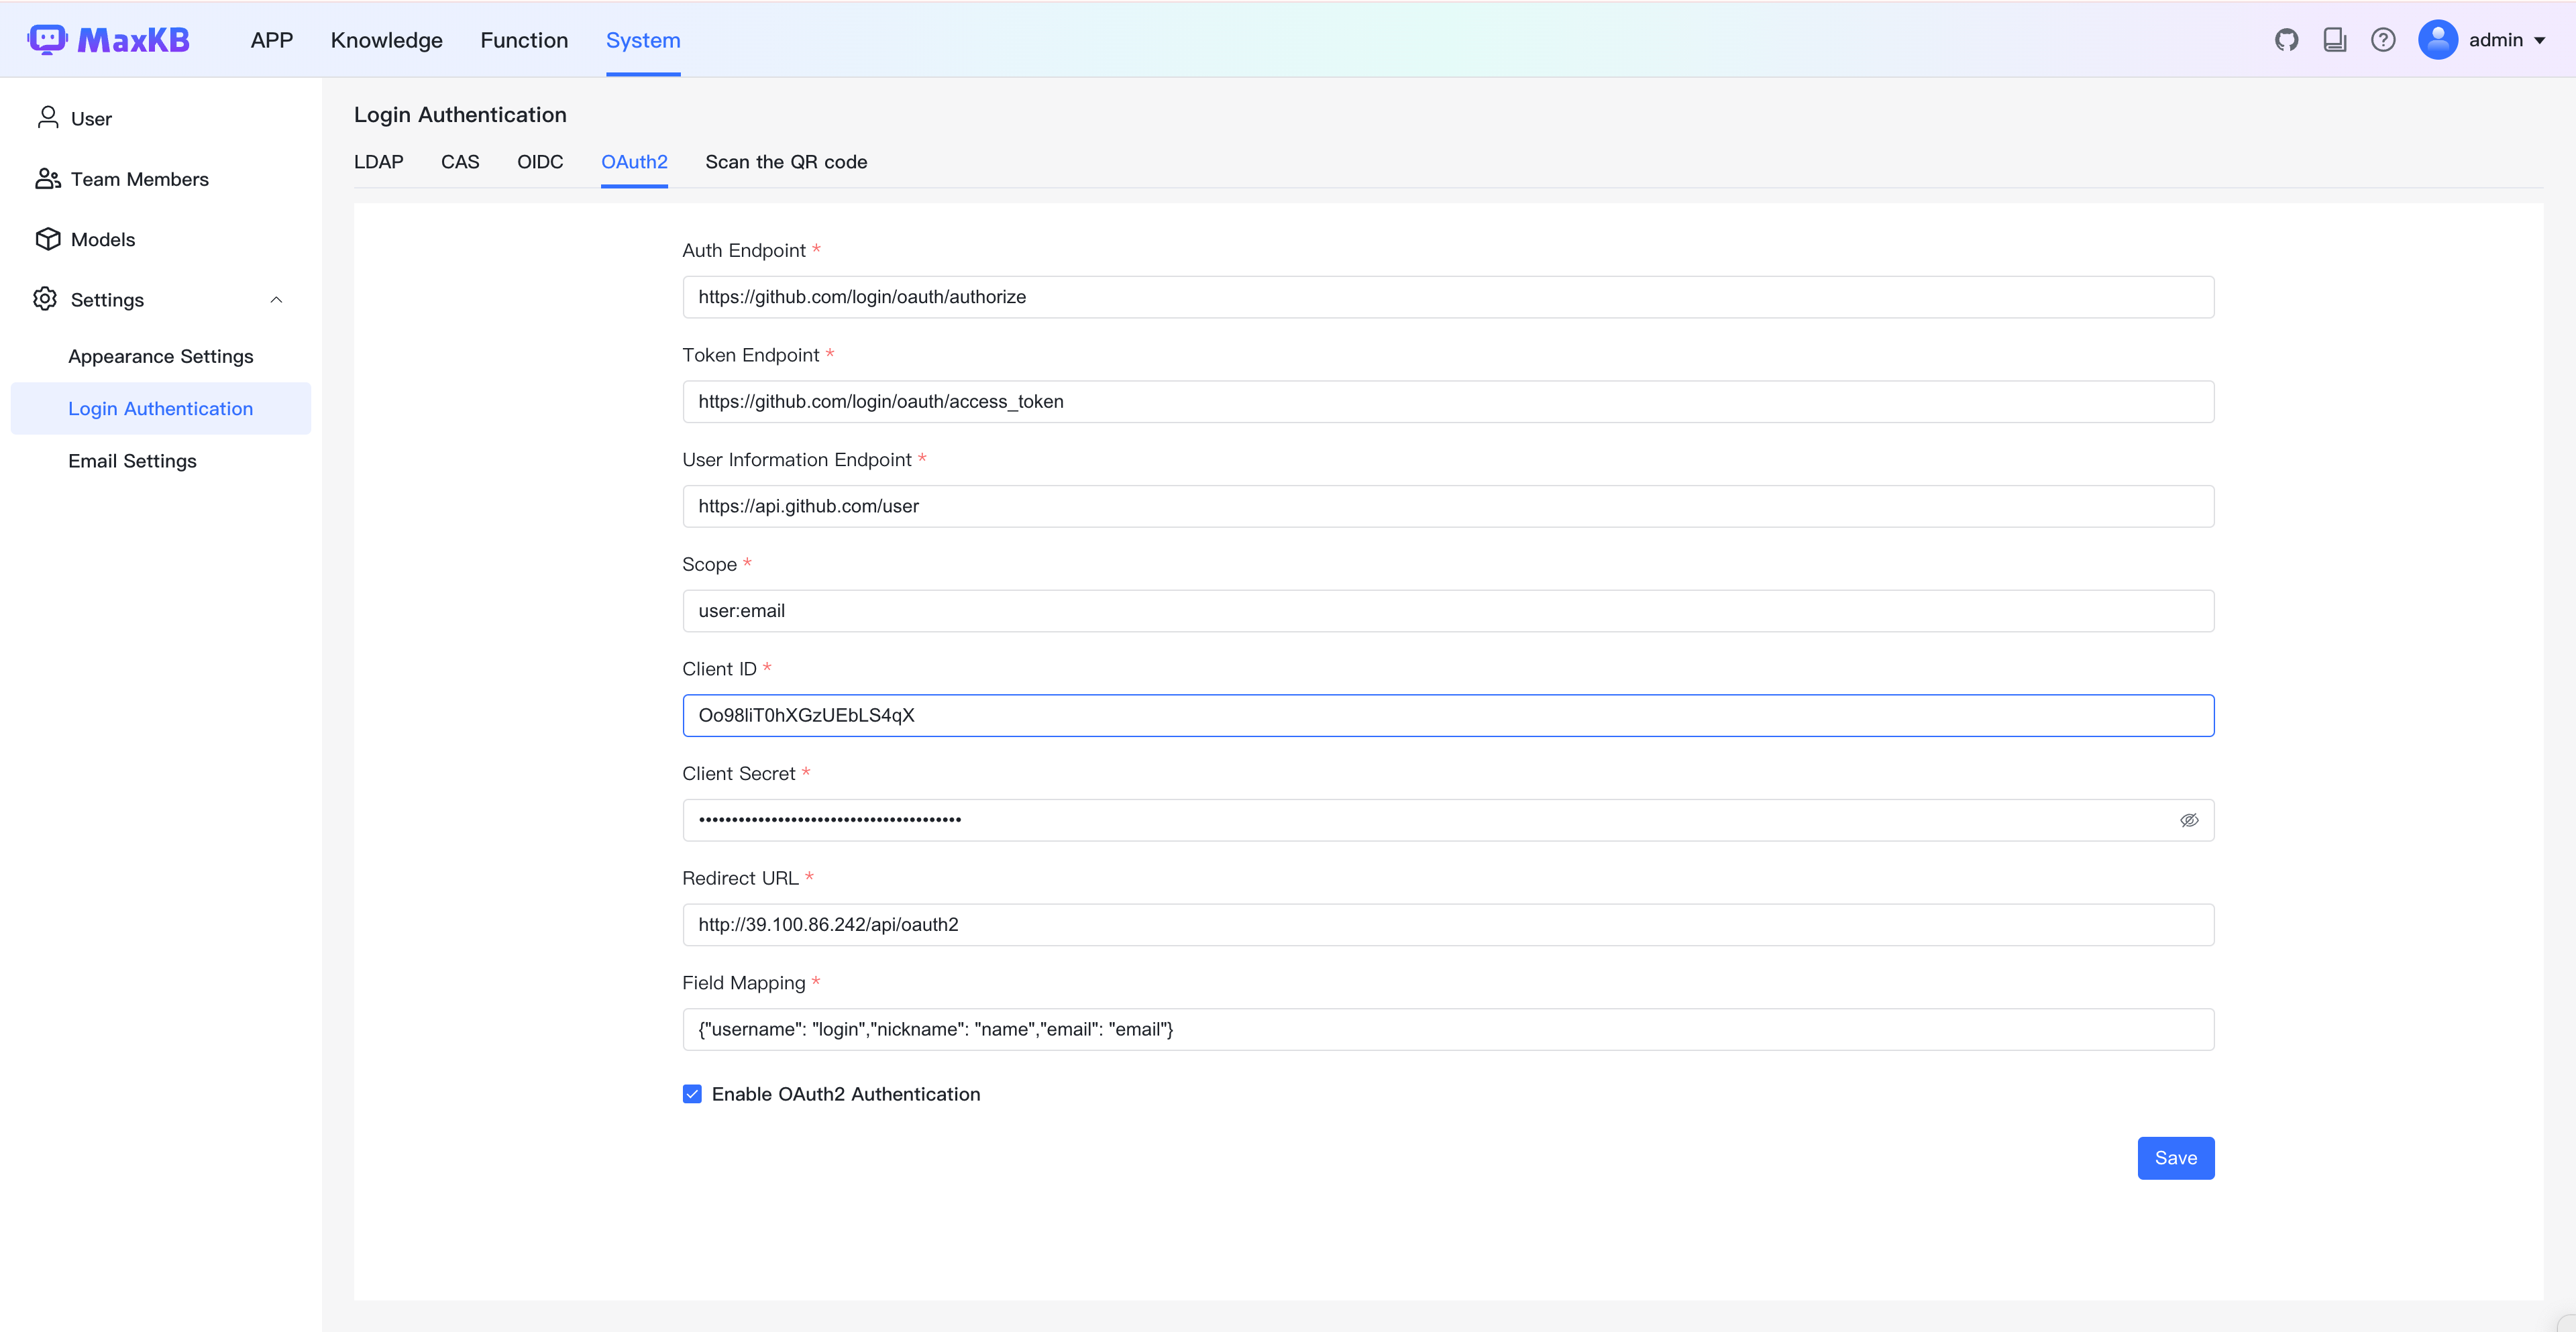 MaxKB APP Knowledge Function System admin
User
Team Members
Models
Settings
Appearance Settings
Login Authentication
Email Settings
Login Authentication
LDAP CAS OIDC OAuth2 Scan the QR code
Auth Endpoint *
https://github.com/login/oauth/authorize
Token Endpoint *
https://github.com/login/oauth/access_token
User Information Endpoint *
https://api.github.com/user
Scope *
user:email
Client ID *
Oo98liT0hXGzUEbLS4qX
Client Secret *
••••••••••••••••••••••••••••••••••••••••
Redirect URL *
http://39.100.86.242/api/oauth2
Field Mapping *
{"username": "login","nickname": "name","email": "email"}
Enable OAuth2 Authentication
Save